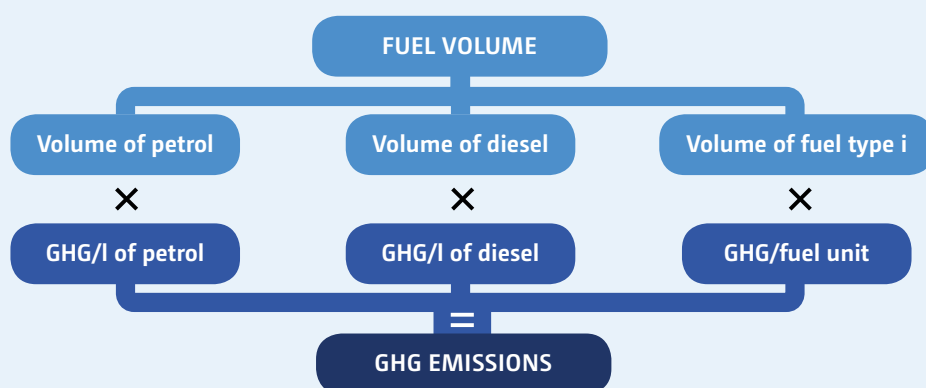 FUEL VOLUME
Volume of petrol
Volume of diesel
Volume of fuel type i
× × ×
GHG/l of petrol
GHG/l of diesel
GHG/fuel unit
=
GHG EMISSIONS